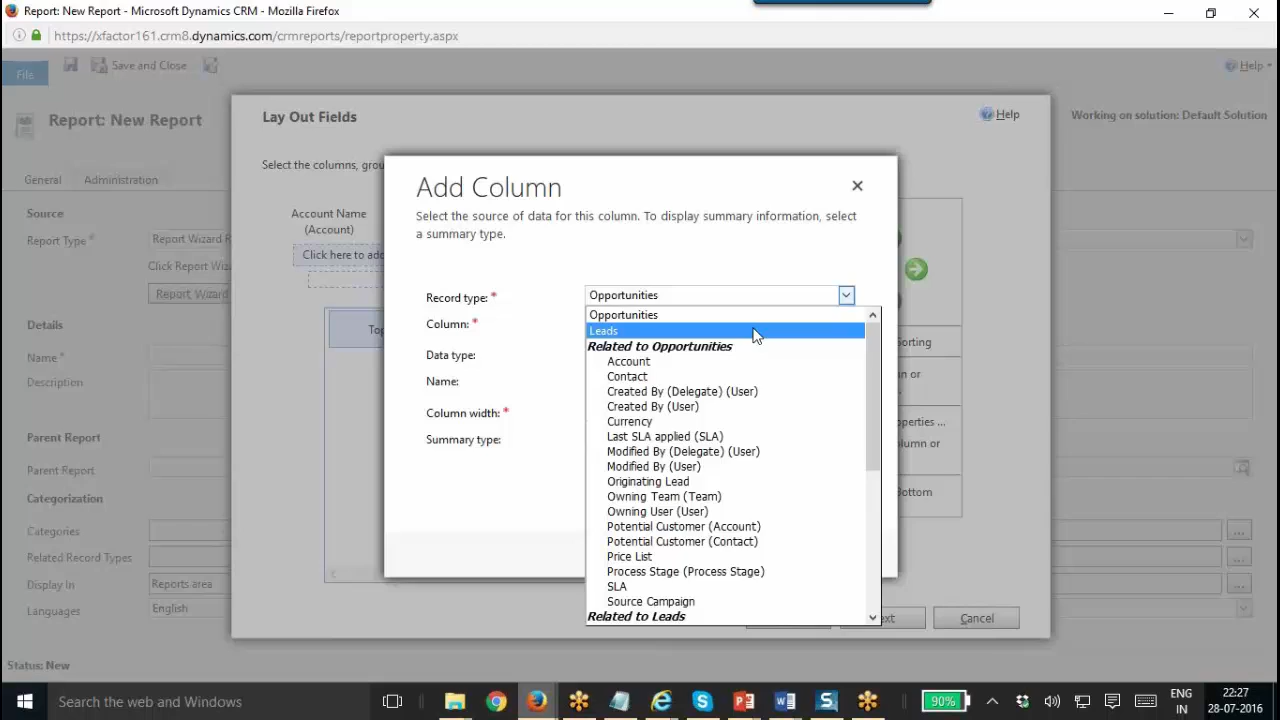 Report: New Report - Microsoft Dynamics CRM - Mozilla Firefox
https://xfactor161.crm8.dynamics.com/crmreports/reportproperty.aspx
File
Save and Close
Help
Report: New Report
Working on solution: Default Solution
General
Administration
Source
Report Type *
Click Report Wiz
Report Wizard
Details
Name *
Description
Parent Report
Parent Report
Categorization
Categories
...
Related Record Types
...
Display In
Reports area
...
Languages
English
Status: New
Lay Out Fields
Help
Select the columns, grou
Account Name
(Account)
Click here to add
Sorting
Cancel
Add Column
Select the source of data for this column. To display summary information, select
a summary type.
Record type: *
Opportunities
Column: *
Data type:
Name:
Column width: *
Summary type:
Opportunities
Leads
Related to Opportunities
Account
Contact
Created By (Delegate) (User)
Created By (User)
Currency
Last SLA applied (SLA)
Modified By (Delegate) (User)
Modified By (User)
Originating Lead
Owning Team (Team)
Owning User (User)
Potential Customer (Account)
Potential Customer (Contact)
Price List
Process Stage (Process Stage)
SLA
Source Campaign
Related to Leads
Search the web and Windows
90%
ENG
IN
22:27
28-07-2016